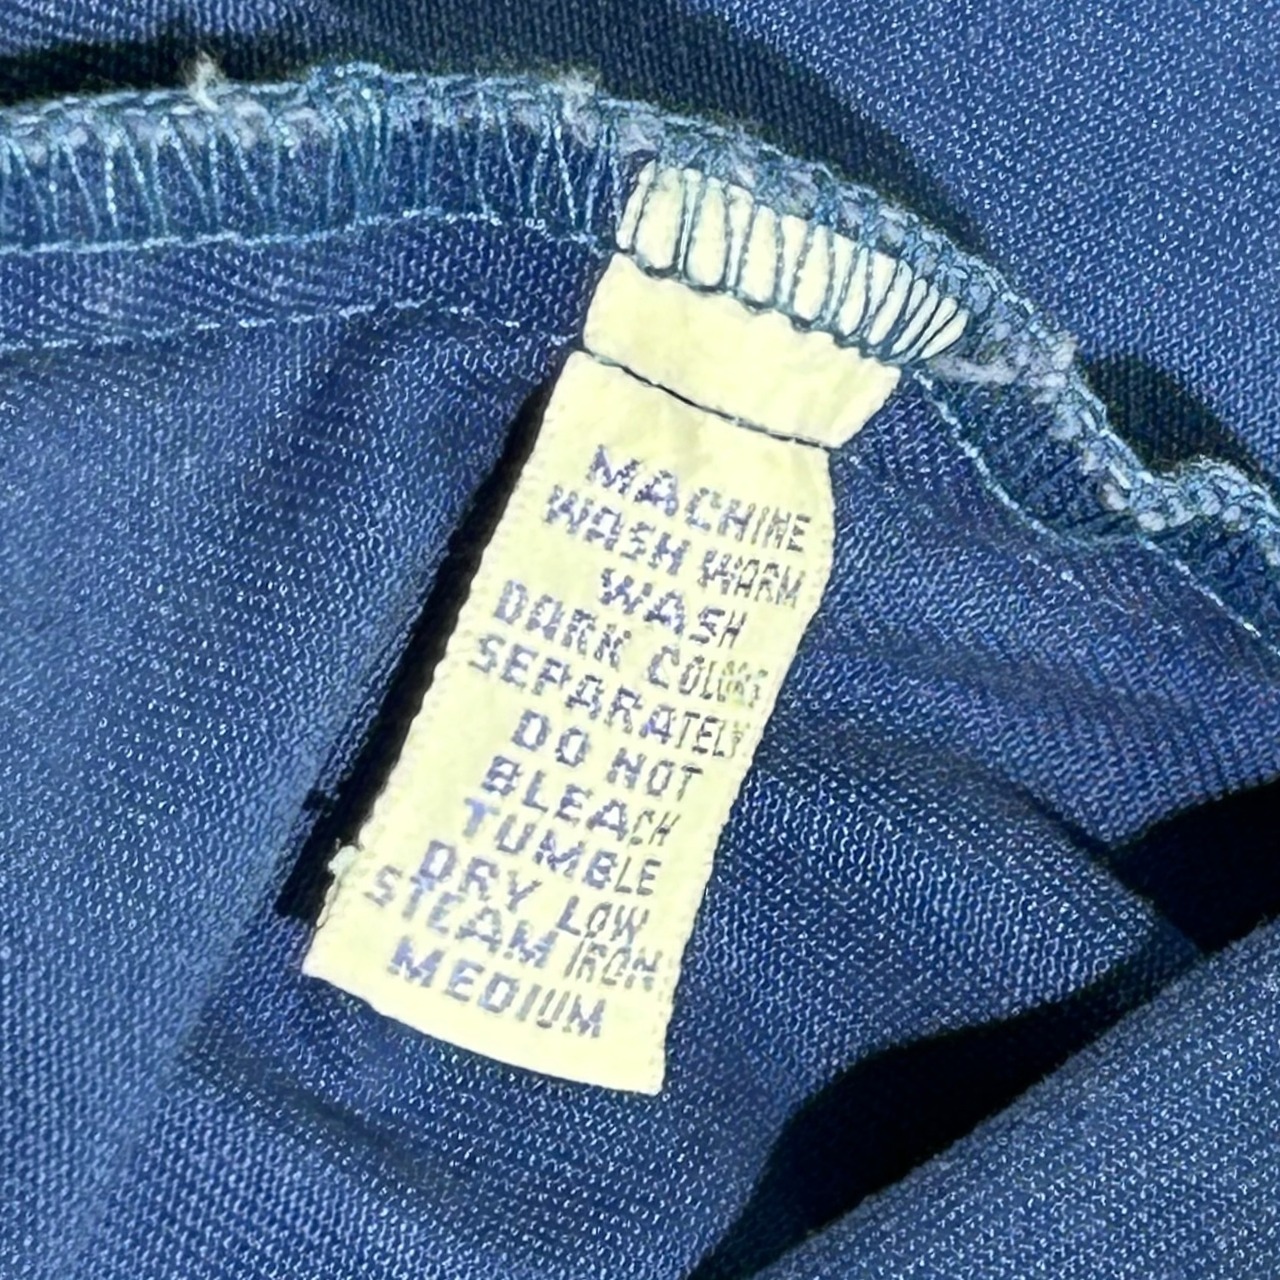 MACHINE
WASH WARM
WASH
DARK COLORS
SEPARATELY
DO NOT
BLEACH
TUMBLE
DRY LOW
STEAM IRON
MEDIUM